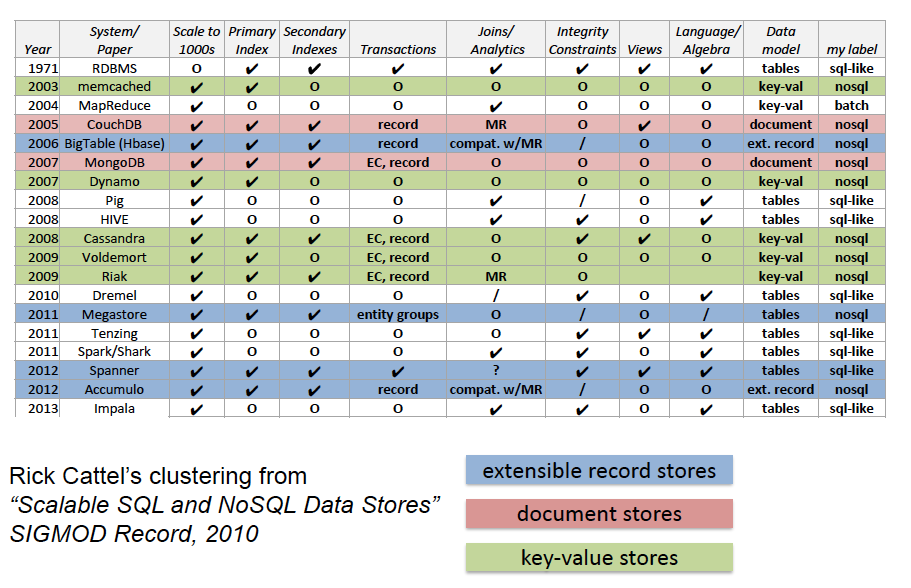 Year System/ Paper Scale to 1000s Primary Index Secondary Indexes Transactions Joins/ Analytics Integrity Constraints Views Language/ Algebra Data model my label
1971 RDBMS O ✔ ✔ ✔ ✔ ✔ ✔ ✔ tables sql-like
2003 memcached ✔ ✔ O O O O O O key-val nosql
2004 MapReduce ✔ O O O ✔ O O O key-val batch
2005 CouchDB ✔ ✔ ✔ record MR O ✔ O document nosql
2006 BigTable (Hbase) ✔ ✔ ✔ record compat. w/MR / O O ext. record nosql
2007 MongoDB ✔ ✔ ✔ EC, record O O O O document nosql
2007 Dynamo ✔ ✔ O O O O O O key-val nosql
2008 Pig ✔ O O O ✔ / O ✔ tables sql-like
2008 HIVE ✔ O O O ✔ ✔ O ✔ tables sql-like
2008 Cassandra ✔ ✔ ✔ EC, record O ✔ ✔ O key-val nosql
2009 Voldemort ✔ ✔ O EC, record O O O O key-val nosql
2009 Riak ✔ ✔ ✔ EC, record MR O key-val nosql
2010 Dremel ✔ O O O / ✔ O ✔ tables sql-like
2011 Megastore ✔ ✔ ✔ entity groups O / O / tables nosql
2011 Tenzing ✔ O O O O ✔ ✔ ✔ tables sql-like
2011 Spark/Shark ✔ O O O ✔ ✔ O ✔ tables sql-like
2012 Spanner ✔ ✔ ✔ ✔ ? ✔ ✔ ✔ tables sql-like
2012 Accumulo ✔ ✔ ✔ record compat. w/MR / O O ext. record nosql
2013 Impala ✔ O O O ✔ ✔ O ✔ tables sql-like
Rick Cattel’s clustering from
“Scalable SQL and NoSQL Data Stores”
SIGMOD Record, 2010
extensible record stores
document stores
key-value stores